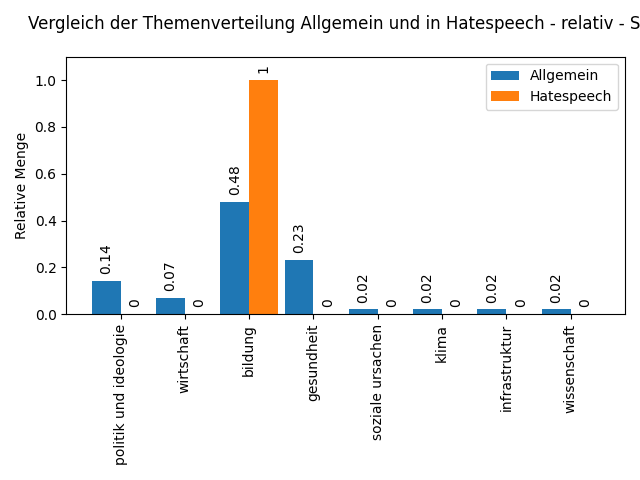 Vergleich der Themenverteilung Allgemein und in Hatespeech - relativ - S
Allgemein
Hatespeech
Relative Menge
1.0
0.8
0.6
0.4
0.2
0.0
0.14
0
0.07
0
0.48
1
0.23
0
0.02
0
0.02
0
0.02
0
0.02
0
politik und ideologie
wirtschaft
bildung
gesundheit
soziale ursachen
klima
infrastruktur
wissenschaft